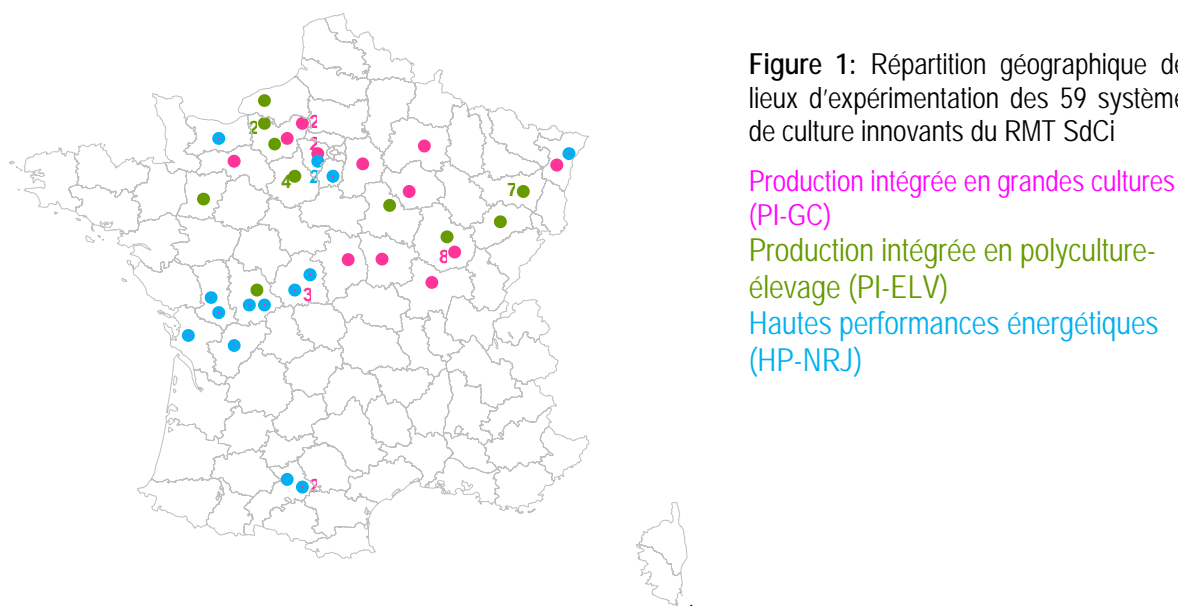 Figure 1: Répartition géographique de
lieux d'expérimentation des 59 système
de culture innovants du RMT SdCi
Production intégrée en grandes cultures
(PI-GC)
Production intégrée en polyculture-
élevage (PI-ELV)
Hautes performances énergétiques
(HP-NRJ)
2
2
2
4
2
7
8
3
2